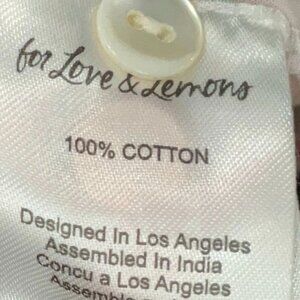 for Love & Lemons
100% COTTON
Designed In Los Angeles
Assembled In India
Concu a Los Angeles